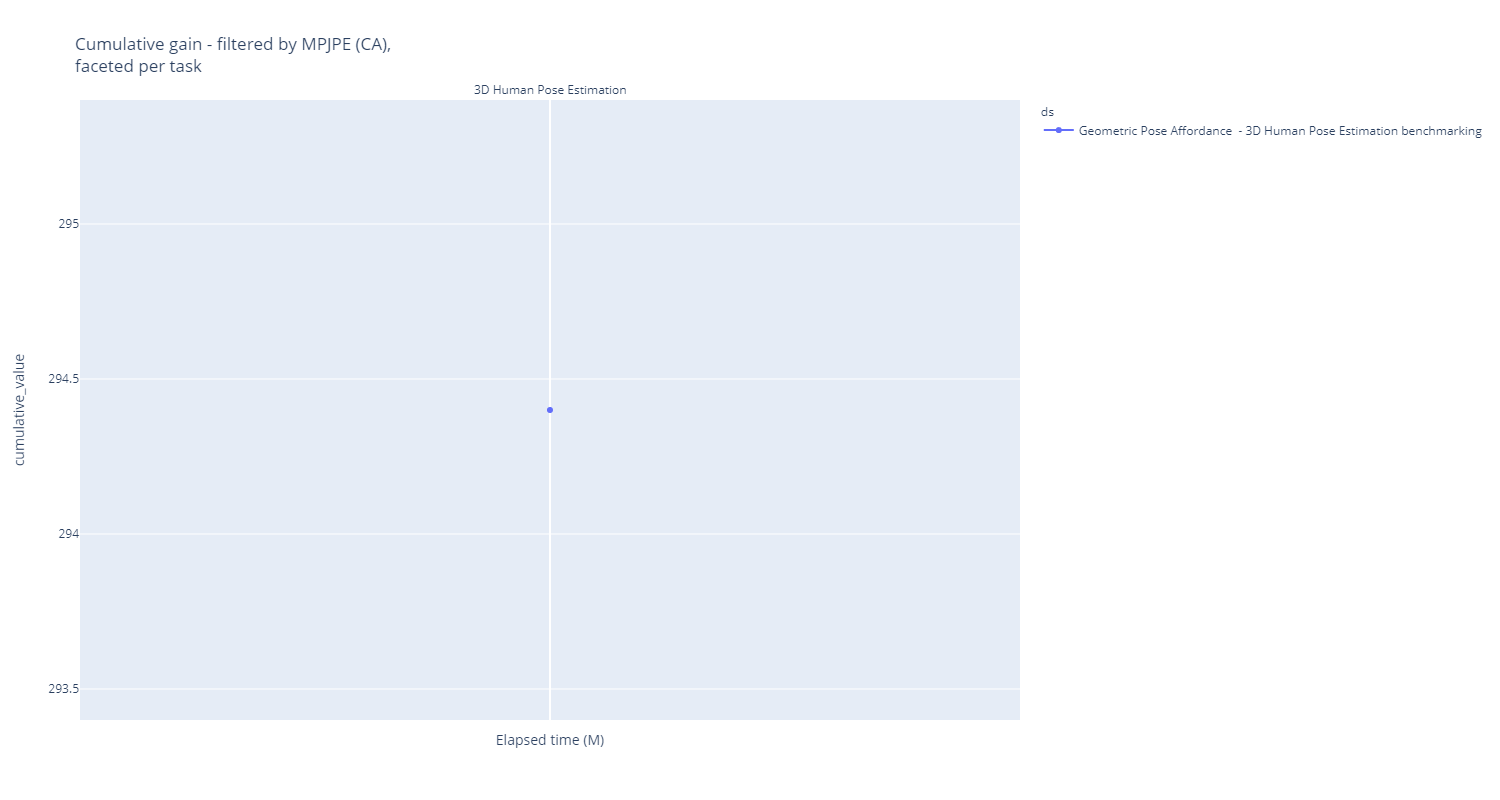 Cumulative gain - filtered by MPJPE (CA),
faceted per task
3D Human Pose Estimation
ds
Geometric Pose Affordance  - 3D Human Pose Estimation benchmarking
295
294.5
294
293.5
cumulative_value
Elapsed time (M)